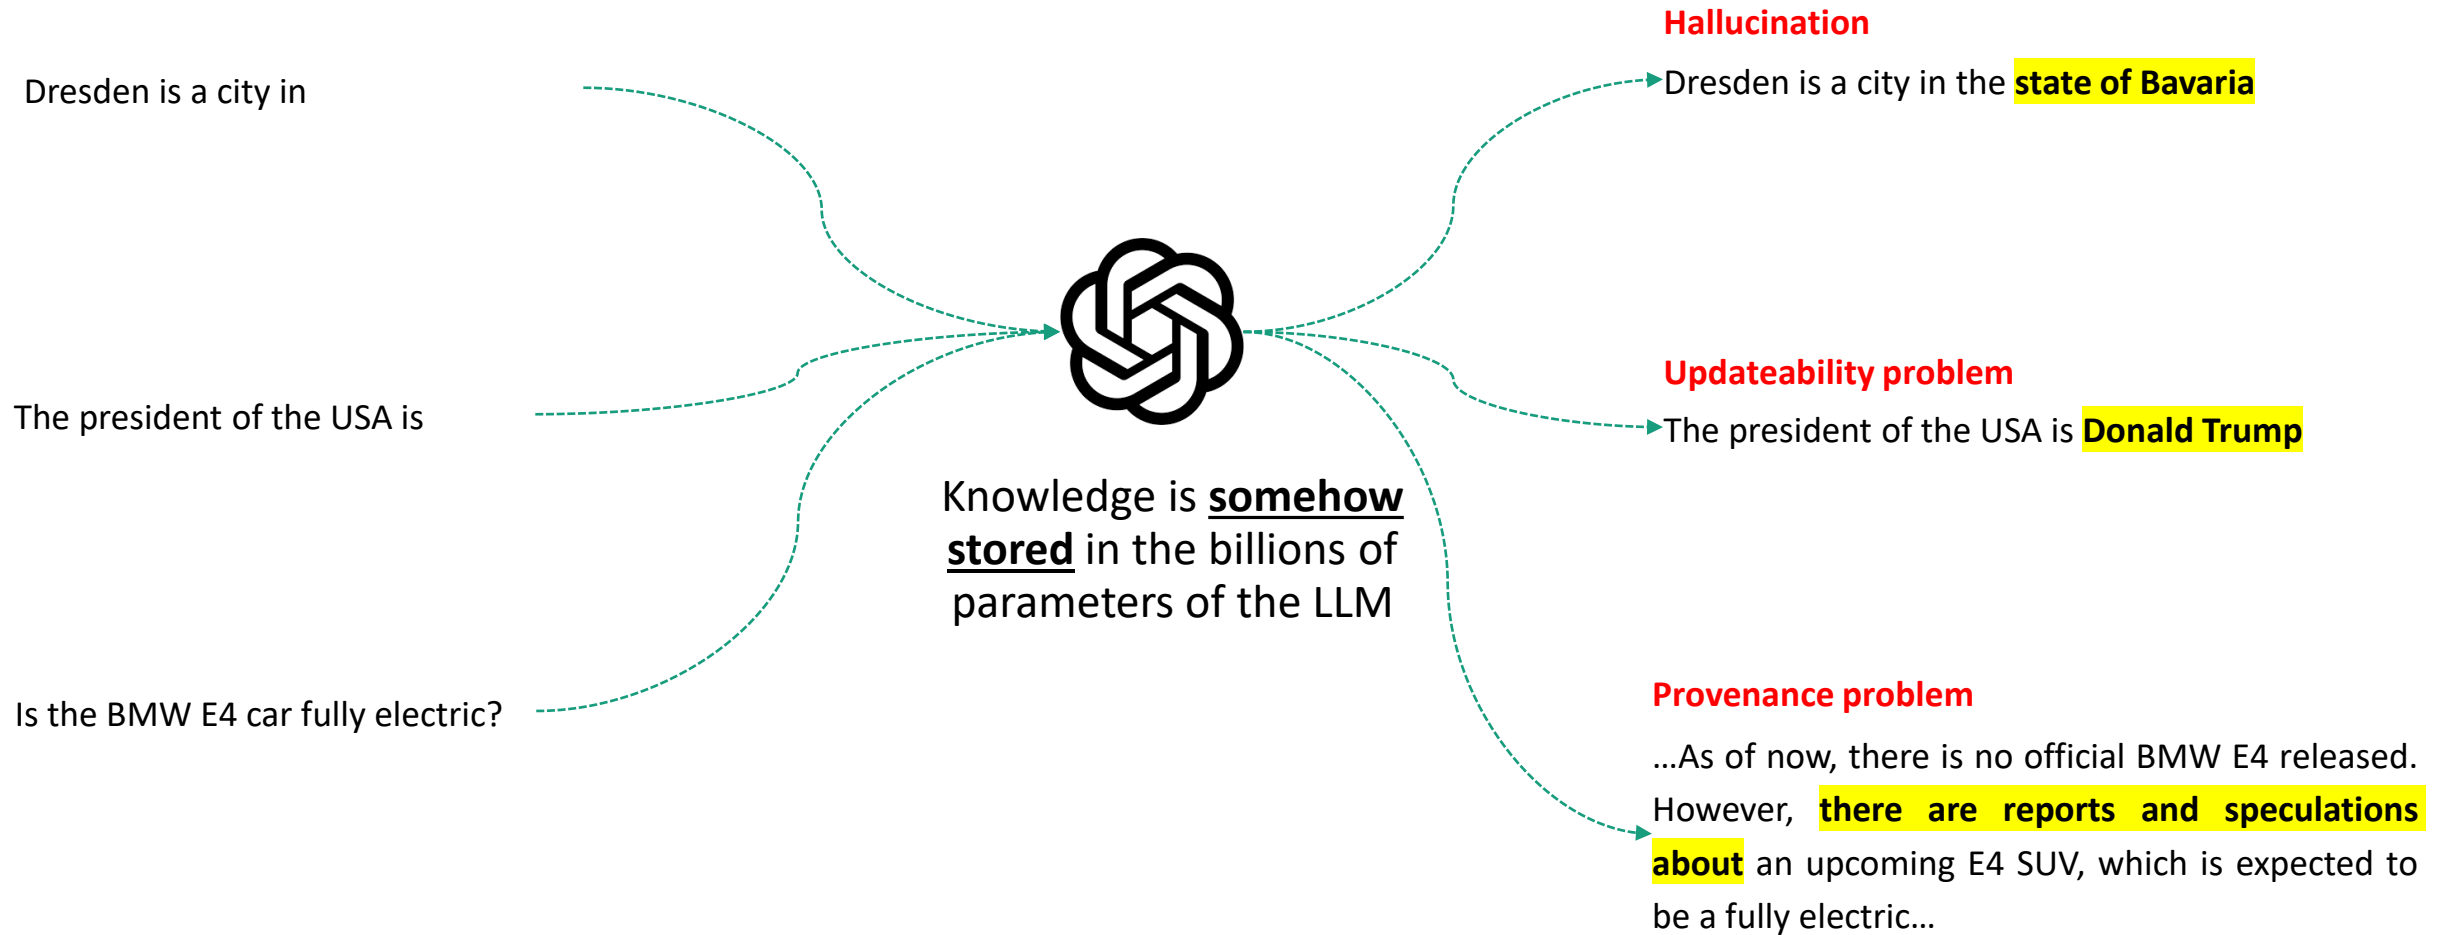 Dresden is a city in
The president of the USA is
Is the BMW E4 car fully electric?
Knowledge is somehow
stored in the billions of
parameters of the LLM
Hallucination
Dresden is a city in the state of Bavaria
Updateability problem
The president of the USA is Donald Trump
Provenance problem
...As of now, there is no official BMW E4 released.
However, there are reports and speculations
about an upcoming E4 SUV, which is expected to
be a fully electric...